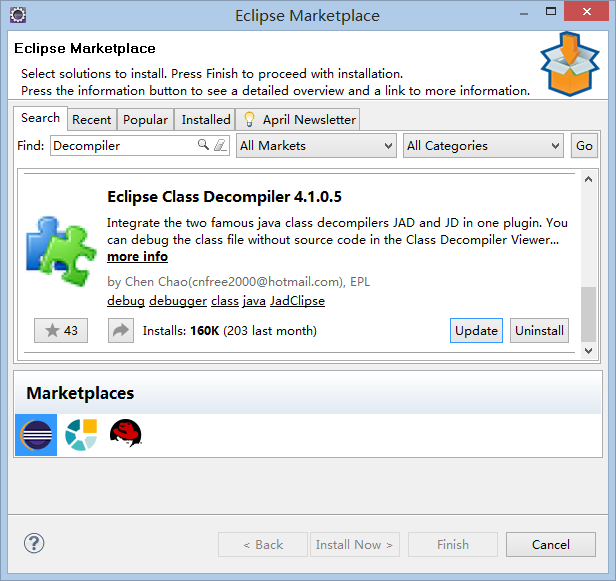 Eclipse Marketplace
Eclipse Marketplace
Select solutions to install. Press Finish to proceed with installation.
Press the information button to see a detailed overview and a link to more information.
Search Recent Popular Installed April Newsletter
Find: Decompiler All Markets All Categories Go
Eclipse Class Decompiler 4.1.0.5
Integrate the two famous java class decompilers JAD and JD in one plugin. You
can debug the class file without source code in the Class Decompiler Viewer...
more info
by Chen Chao(cnfree2000@hotmail.com), EPL
debug debugger class java JadClipse
43 Installs: 160K (203 last month) Update Uninstall
Marketplaces
? < Back Install Now > Finish Cancel